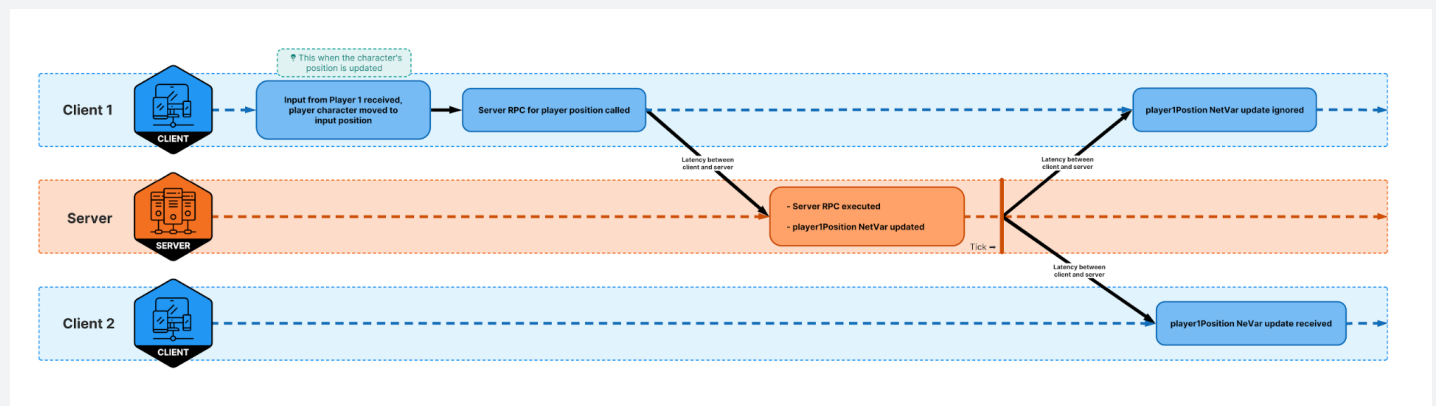 This when the character's
position is updated
Client 1
CLIENT
Input from Player 1 received,
player character moved to
input position
Server RPC for player position called
player1Postion NetVar update ignored
Latency between
client and server
Latency between
client and server
Server
SERVER
- Server RPC executed
- player1Position NetVar updated
Tick
Latency between
client and server
Client 2
CLIENT
player1Position NeVar update received